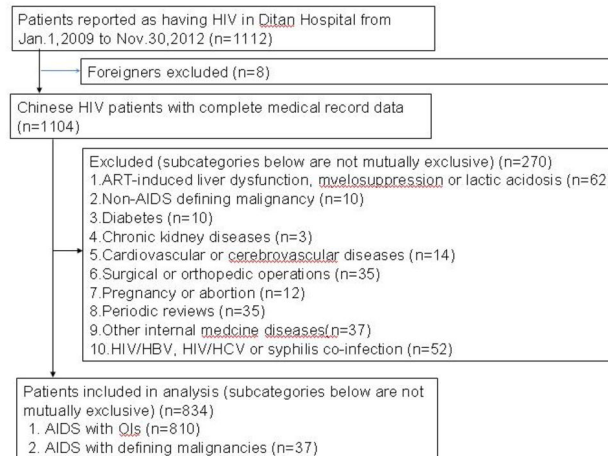 Patients reported as having HIV in Ditan Hospital from
Jan.1,2009 to Nov.30,2012 (n=1112)
Foreigners excluded (n=8)
Chinese HIV patients with complete medical record data
(n=1104)
Excluded (subcategories below are not mutually exclusive) (n=270)
1.ART-induced liver dysfunction, myelosuppression or lactic acidosis (n=62
2.Non-AIDS defining malignancy (n=10)
3.Diabetes (n=10)
4.Chronic kidney diseases (n=3)
5.Cardiovascular or cerebrovascular diseases (n=14)
6.Surgical or orthopedic operations (n=35)
7.Pregnancy or abortion (n=12)
8.Periodic reviews (n=35)
9.Other internal medcine diseases(n=37)
10.HIV/HBV, HIV/HCV or syphilis co-infection (n=52)
Patients included in analysis (subcategories below are not
mutually exclusive) (n=834)
1. AIDS with OIs (n=810)
2. AIDS with defining malignancies (n=37)